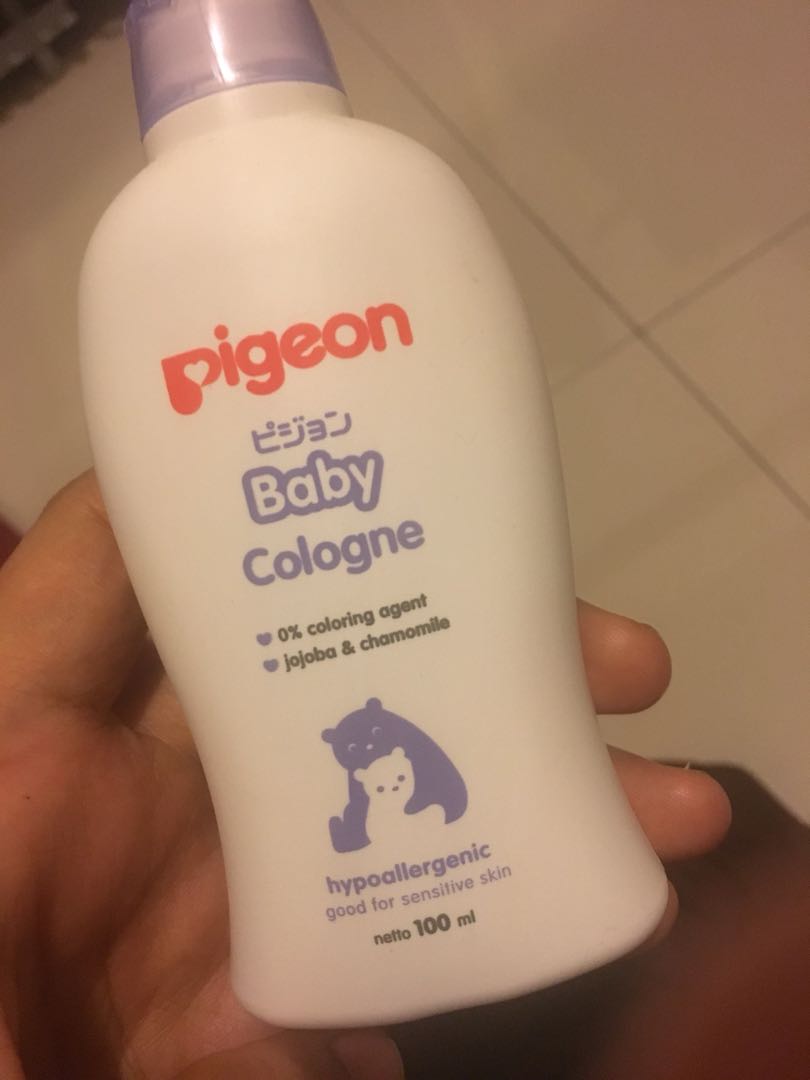 pigeon
ピジョン
Baby
Cologne
0% coloring agent
jojoba & chamomile
hypoallergenic
good for sensitive skin
netto 100 ml